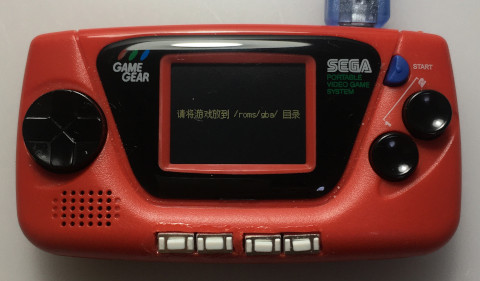 GAME
GEAR
SEGA
PORTABLE
VIDEO GAME
SYSTEM
START
请将游戏放到 /roms/gba/ 目录